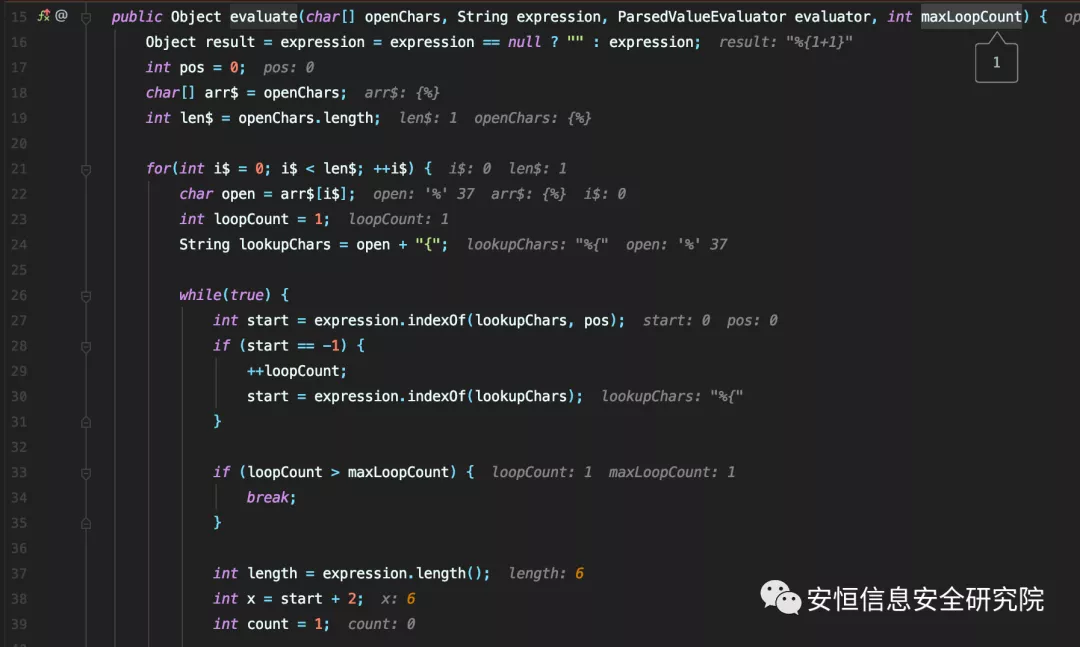 15 @ public Object evaluate(char[] openChars, String expression, ParsedValueEvaluator evaluator, int maxLoopCount) { op
16 Object result = expression = expression == null ? "" : expression; result: "%{1+1}"
1
17 int pos = 0; pos: 0
18 char[] arr$ = openChars; arr$: {%}
19 int len$ = openChars.length; len$: 1 openChars: {%}
20
21 for(int i$ = 0; i$ < len$; ++i$) { i$: 0 len$: 1
22 char open = arr$[i$]; open: '%' 37 arr$: {%} i$: 0
23 int loopCount = 1; loopCount: 1
24 String lookupChars = open + "{"; lookupChars: "%{" open: '%' 37
25
26 while(true) {
27 int start = expression.indexOf(lookupChars, pos); start: 0 pos: 0
28 if (start == -1) {
29 ++loopCount;
30 start = expression.indexOf(lookupChars); lookupChars: "%{"
31 }
32
33 if (loopCount > maxLoopCount) { loopCount: 1 maxLoopCount: 1
34 break;
35 }
36
37 int length = expression.length(); length: 6
38 int x = start + 2; x: 6
39 int count = 1; count: 0
安恒信息安全研究院